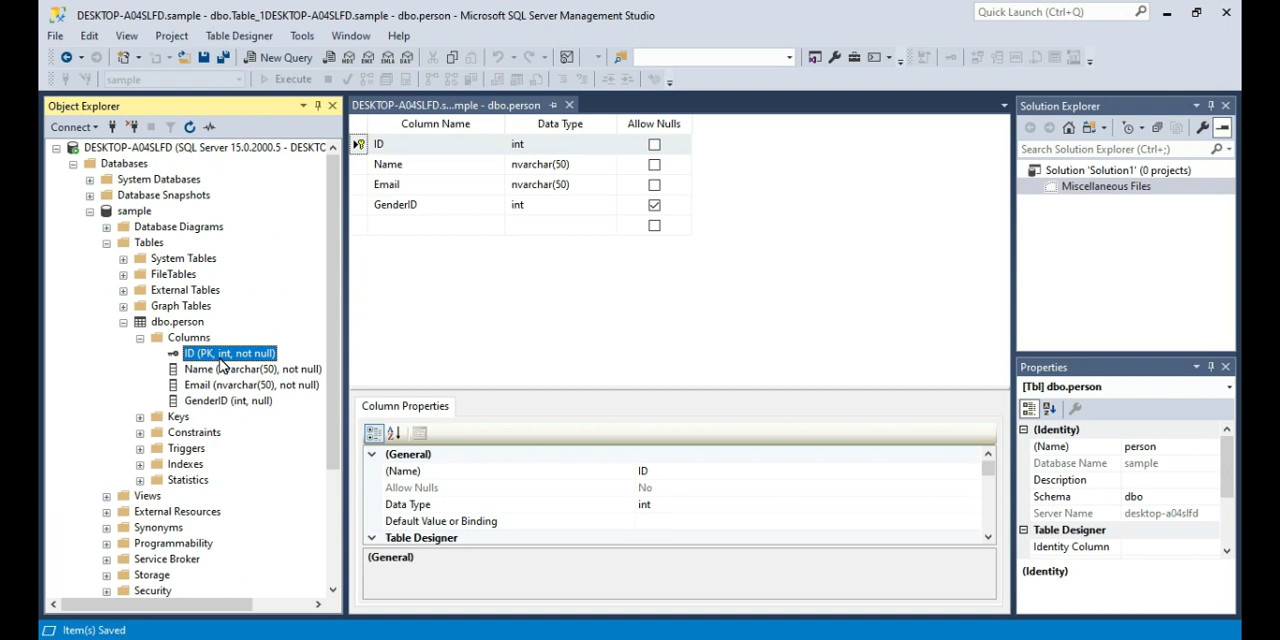 DESKTOP-A04SLFD.sample - dbo.Table_1DESKTOP-A04SLFD.sample - dbo.person - Microsoft SQL Server Management Studio
Quick Launch (Ctrl+Q)
File Edit View Project Table Designer Tools Window Help
New Query
MDX DMX XMLA DAX
sample
Execute
Object Explorer
Connect
DESKTOP-A04SLFD (SQL Server 15.0.2000.5 - DESKTC
Databases
System Databases
Database Snapshots
sample
Database Diagrams
Tables
System Tables
FileTables
External Tables
Graph Tables
dbo.person
Columns
ID (PK, int, not null)
Name (nvarchar(50), not null)
Email (nvarchar(50), not null)
GenderID (int, null)
Keys
Constraints
Triggers
Indexes
Statistics
Views
External Resources
Synonyms
Programmability
Service Broker
Storage
Security
DESKTOP-A04SLFD.s...mple - dbo.person
Column Name Data Type Allow Nulls
ID int
Name nvarchar(50)
Email nvarchar(50)
GenderID int
Column Properties
(General)
(Name) ID
Allow Nulls No
Data Type int
Default Value or Binding
Table Designer
(General)
Solution Explorer
Search Solution Explorer (Ctrl+;)
Solution 'Solution1' (0 projects)
Miscellaneous Files
Properties
[Tbl] dbo.person
(Identity)
(Name) person
Database Name sample
Description
Schema dbo
Server Name desktop-a04slfd
Table Designer
Identity Column
(Identity)
Item(s) Saved